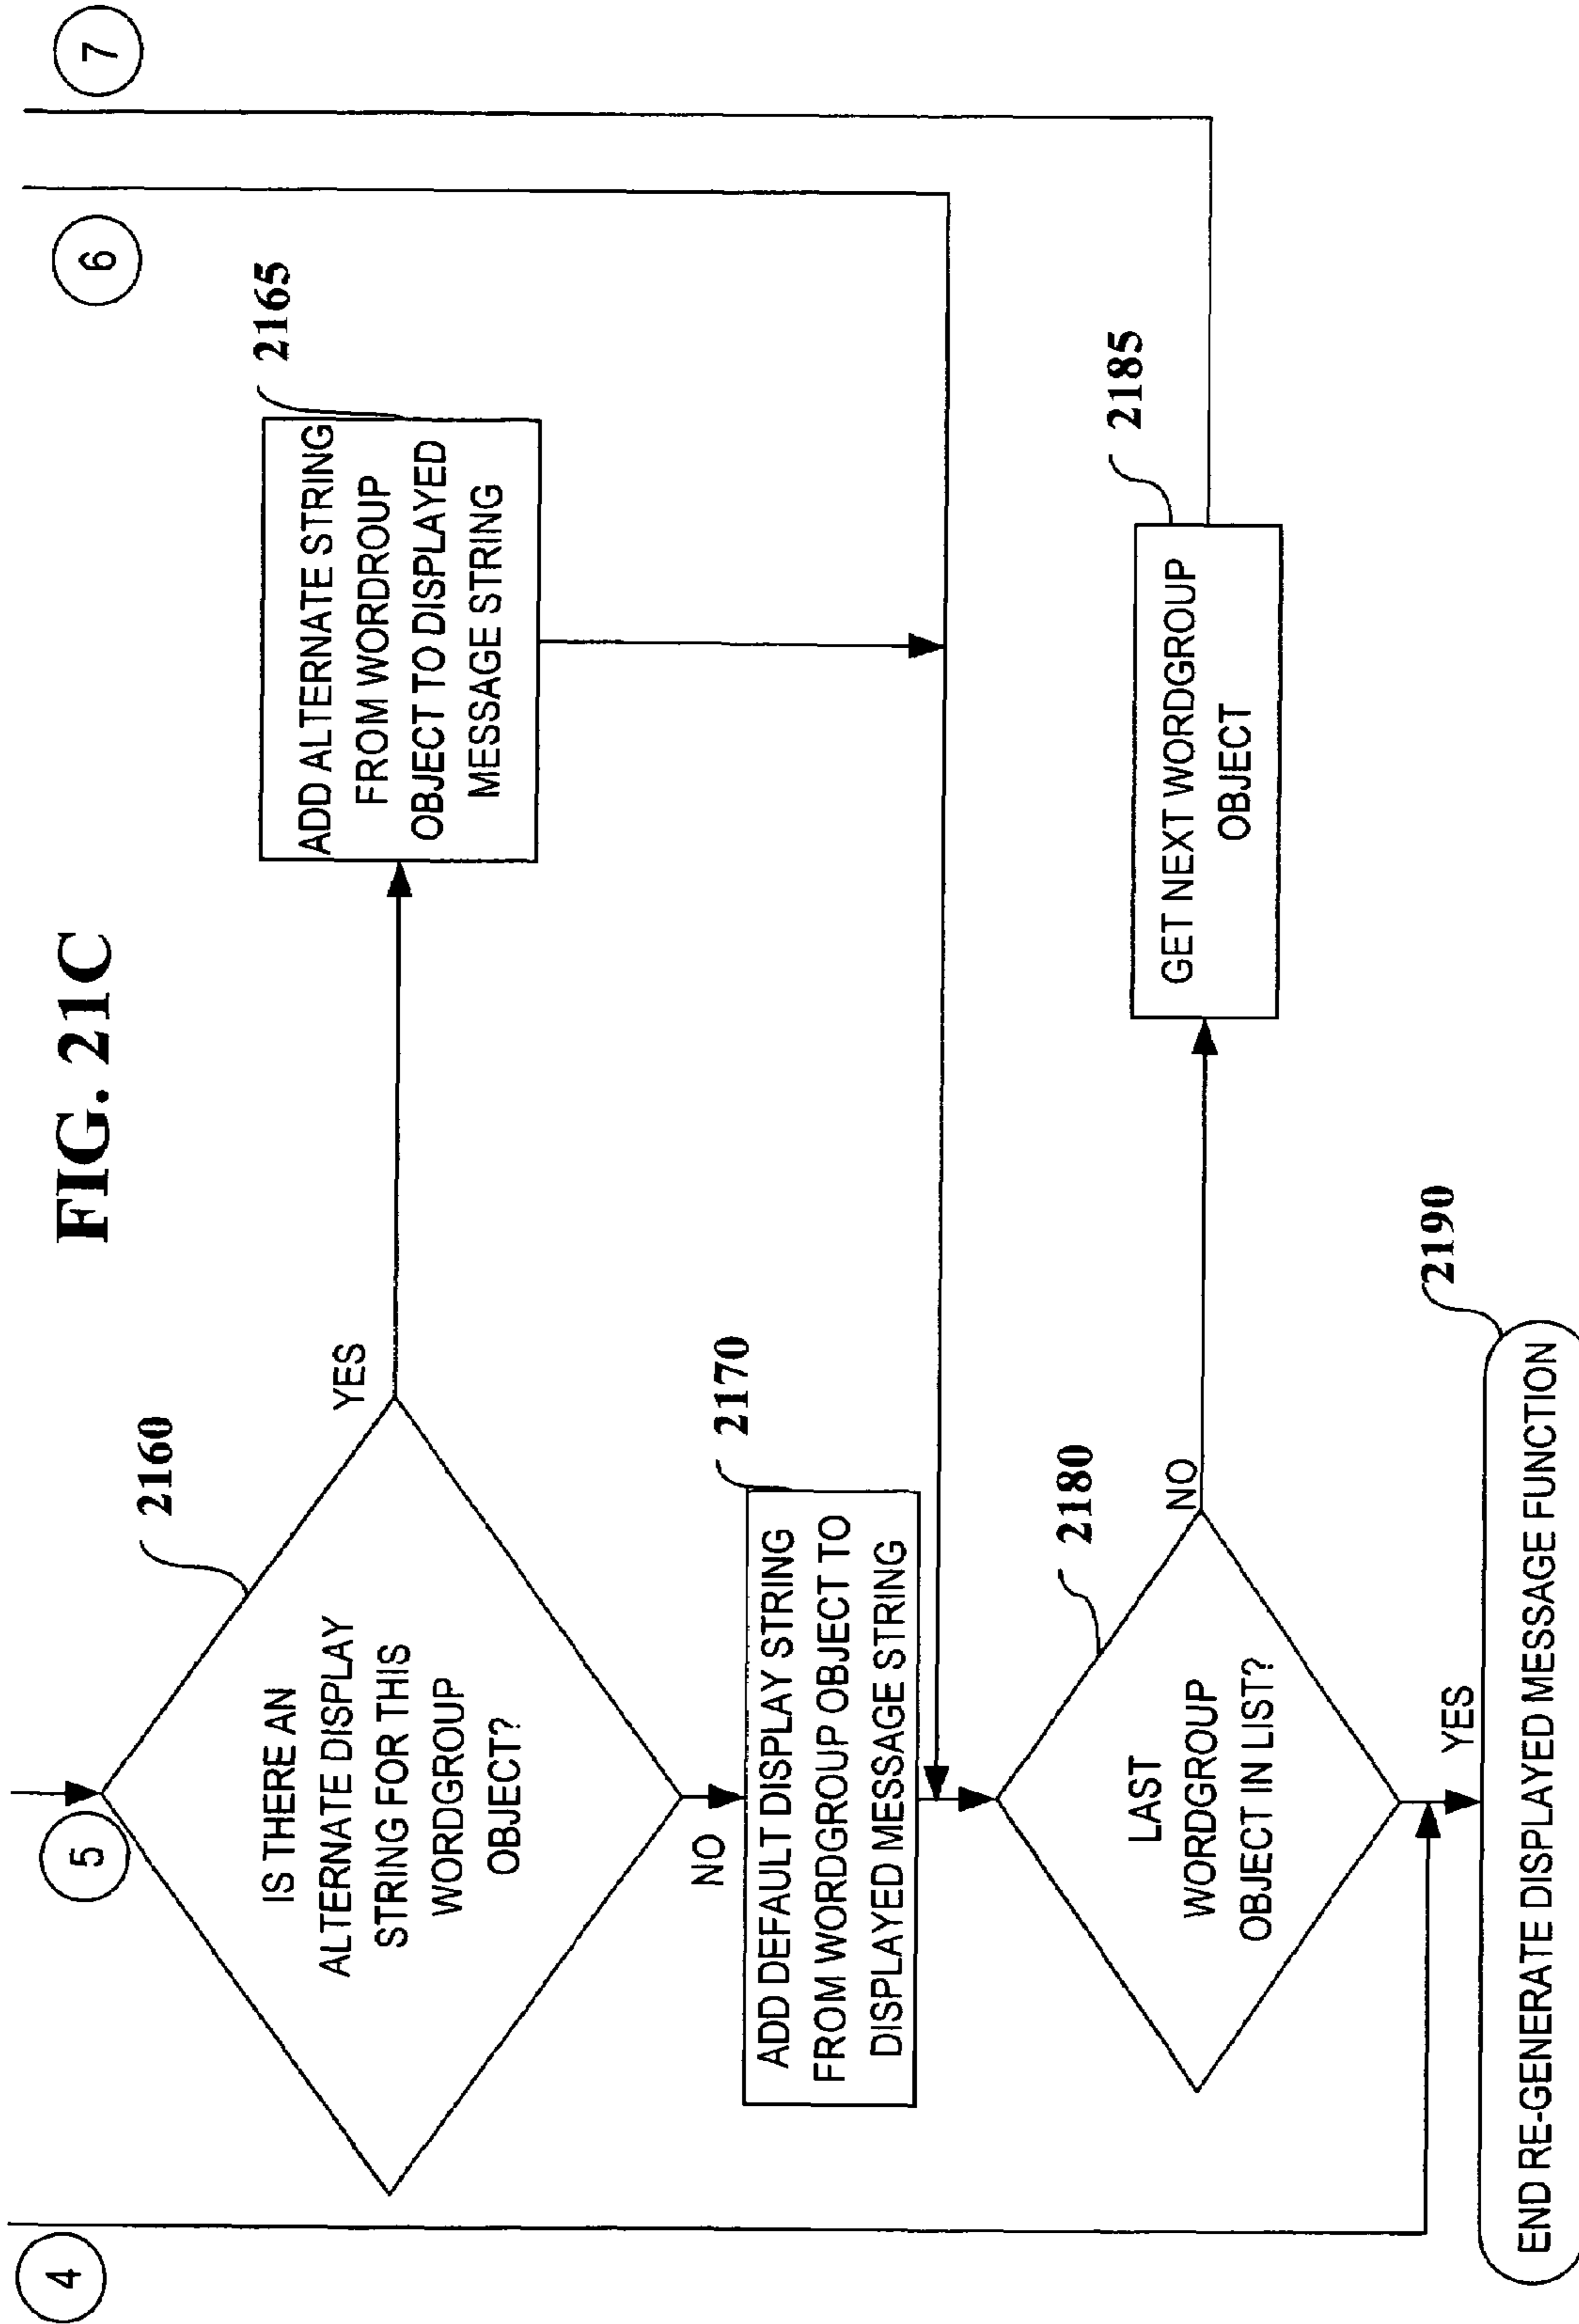 FIG. 21C
4
5
6
7
2160
IS THERE AN
ALTERNATE DISPLAY
STRING FOR THIS
WORDGROUP
OBJECT?
YES
2165
ADD ALTERNATE STRING
FROM WORDROUP
OBJECT TO DISPLAYED
MESSAGE STRING
NO
2170
ADD DEFAULT DISPLAY STRING
FROM WORDGROUP OBJECT TO
DISPLAYED MESSAGE STRING
2180
LAST
WORDGROUP
OBJECT IN LIST?
NO
2185
GET NEXT WORDGROUP
OBJECT
YES
2190
END RE-GENERATE DISPLAYED MESSAGE FUNCTION